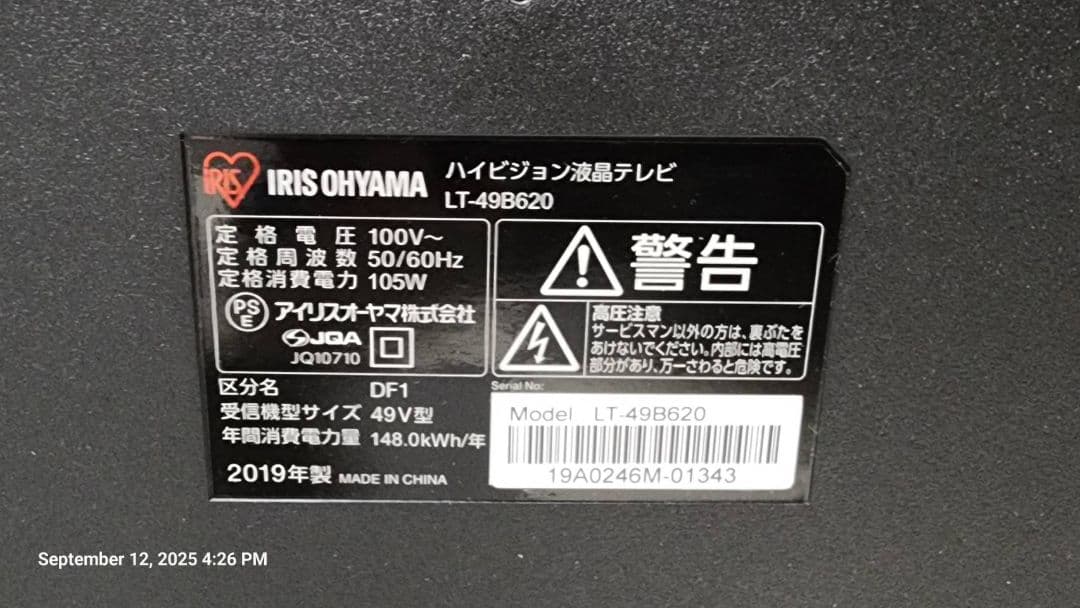 IRIS IRIS OHYAMA
ハイビジョン液晶テレビ
LT-49B620
定格電圧 100V～
定格周波数 50/60Hz
定格消費電力 105W
PSE アイリスオーヤマ株式会社
JQA
JQ10710
警告
高圧注意
サービスマン以外の方は、裏ぶたを
あけないでください。内部には高電圧
部分があり、万一さわると危険です。
区分名 DF1
受信機型サイズ 49V型
年間消費電力量 148.0kWh/年
2019年製 MADE IN CHINA
Serial No:
Model LT-49B620
19A0246M-01343
September 12, 2025 4:26 PM